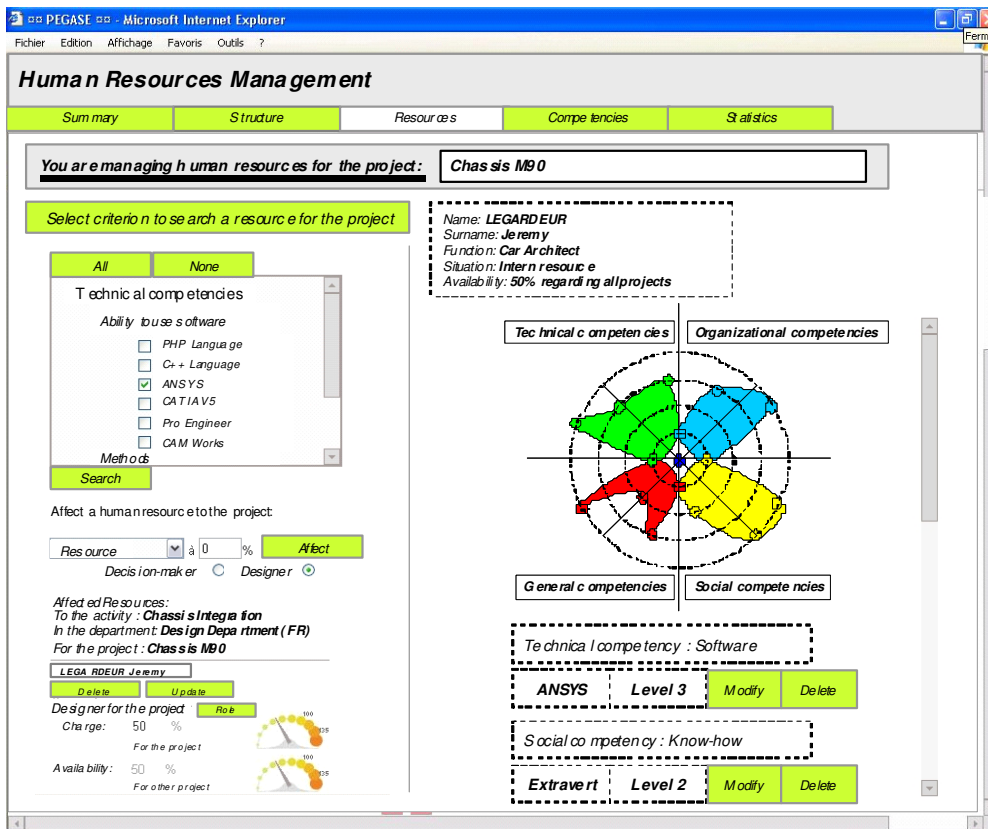 ¤¤ PEGASE ¤¤ - Microsoft Internet Explorer
Ferm
Fichier Edition Affichage Favoris Outils ?
Human Resources Management
Summary Structure Resources Competencies Statistics
You are managing human resources for the project: Chassis M90
Select criterion to search a resource for the project
All None
Technical competencies
Ability to use software
PHP Language
C++ Language
ANSYS
CATIA V5
Pro Engineer
CAM Works
Methods
Search
Affect a human resource to the project:
Resource à 0 % Affect
Decision-maker Designer
Affected Resources:
To the activity : Chassis Integration
In the department: Design Department (FR)
For the project : Chassis M90
LEGARDEUR Jeremy
Delete Update
Designer for the project Role
Charge: 50 %
For the project
100
135
Availability: 50 %
For other project
100
135
Name: LEGARDEUR
Surname: Jeremy
Function: Car Architect
Situation: Intern resource
Availability: 50% regarding all projects
Technical competencies Organizational competencies
General competencies Social competencies
Technical competency : Software
ANSYS Level 3 Modify Delete
Social competency : Know-how
Extravert Level 2 Modify Delete